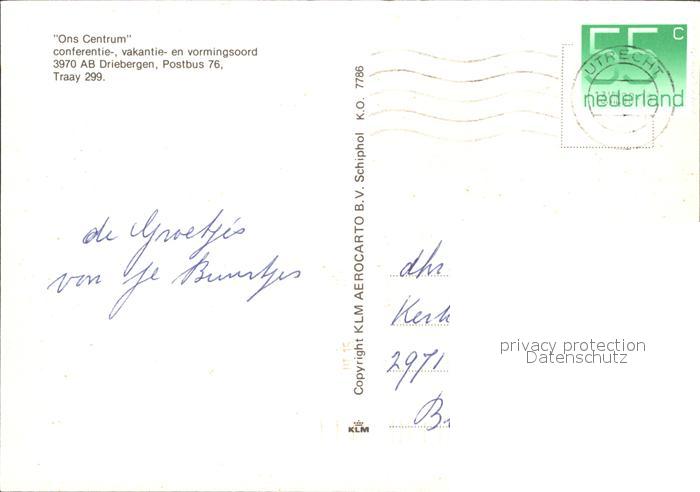 "Ons Centrum"
conferentie-, vakantie- en vormingsoord
3970 AB Driebergen, Postbus 76,
Traay 299.
de Groetjes
van je Buurtjes
Copyright KLM AEROCARTO B.V. Schiphol K.O. 7786
KLM
55 c
nederland
UTRECHT
dhr
Kerk
2971
privacy protection
Datenschutz